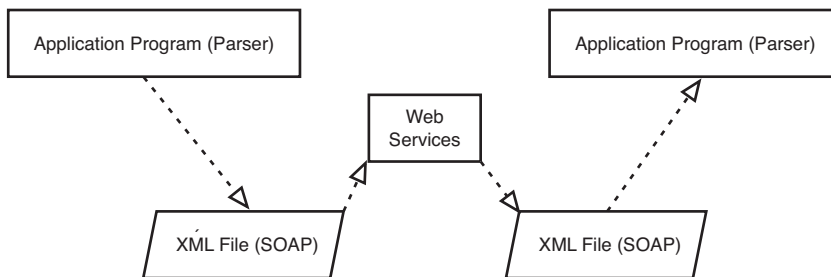 Application Program (Parser)
Application Program (Parser)
Web
Services
XML File (SOAP)
XML File (SOAP)